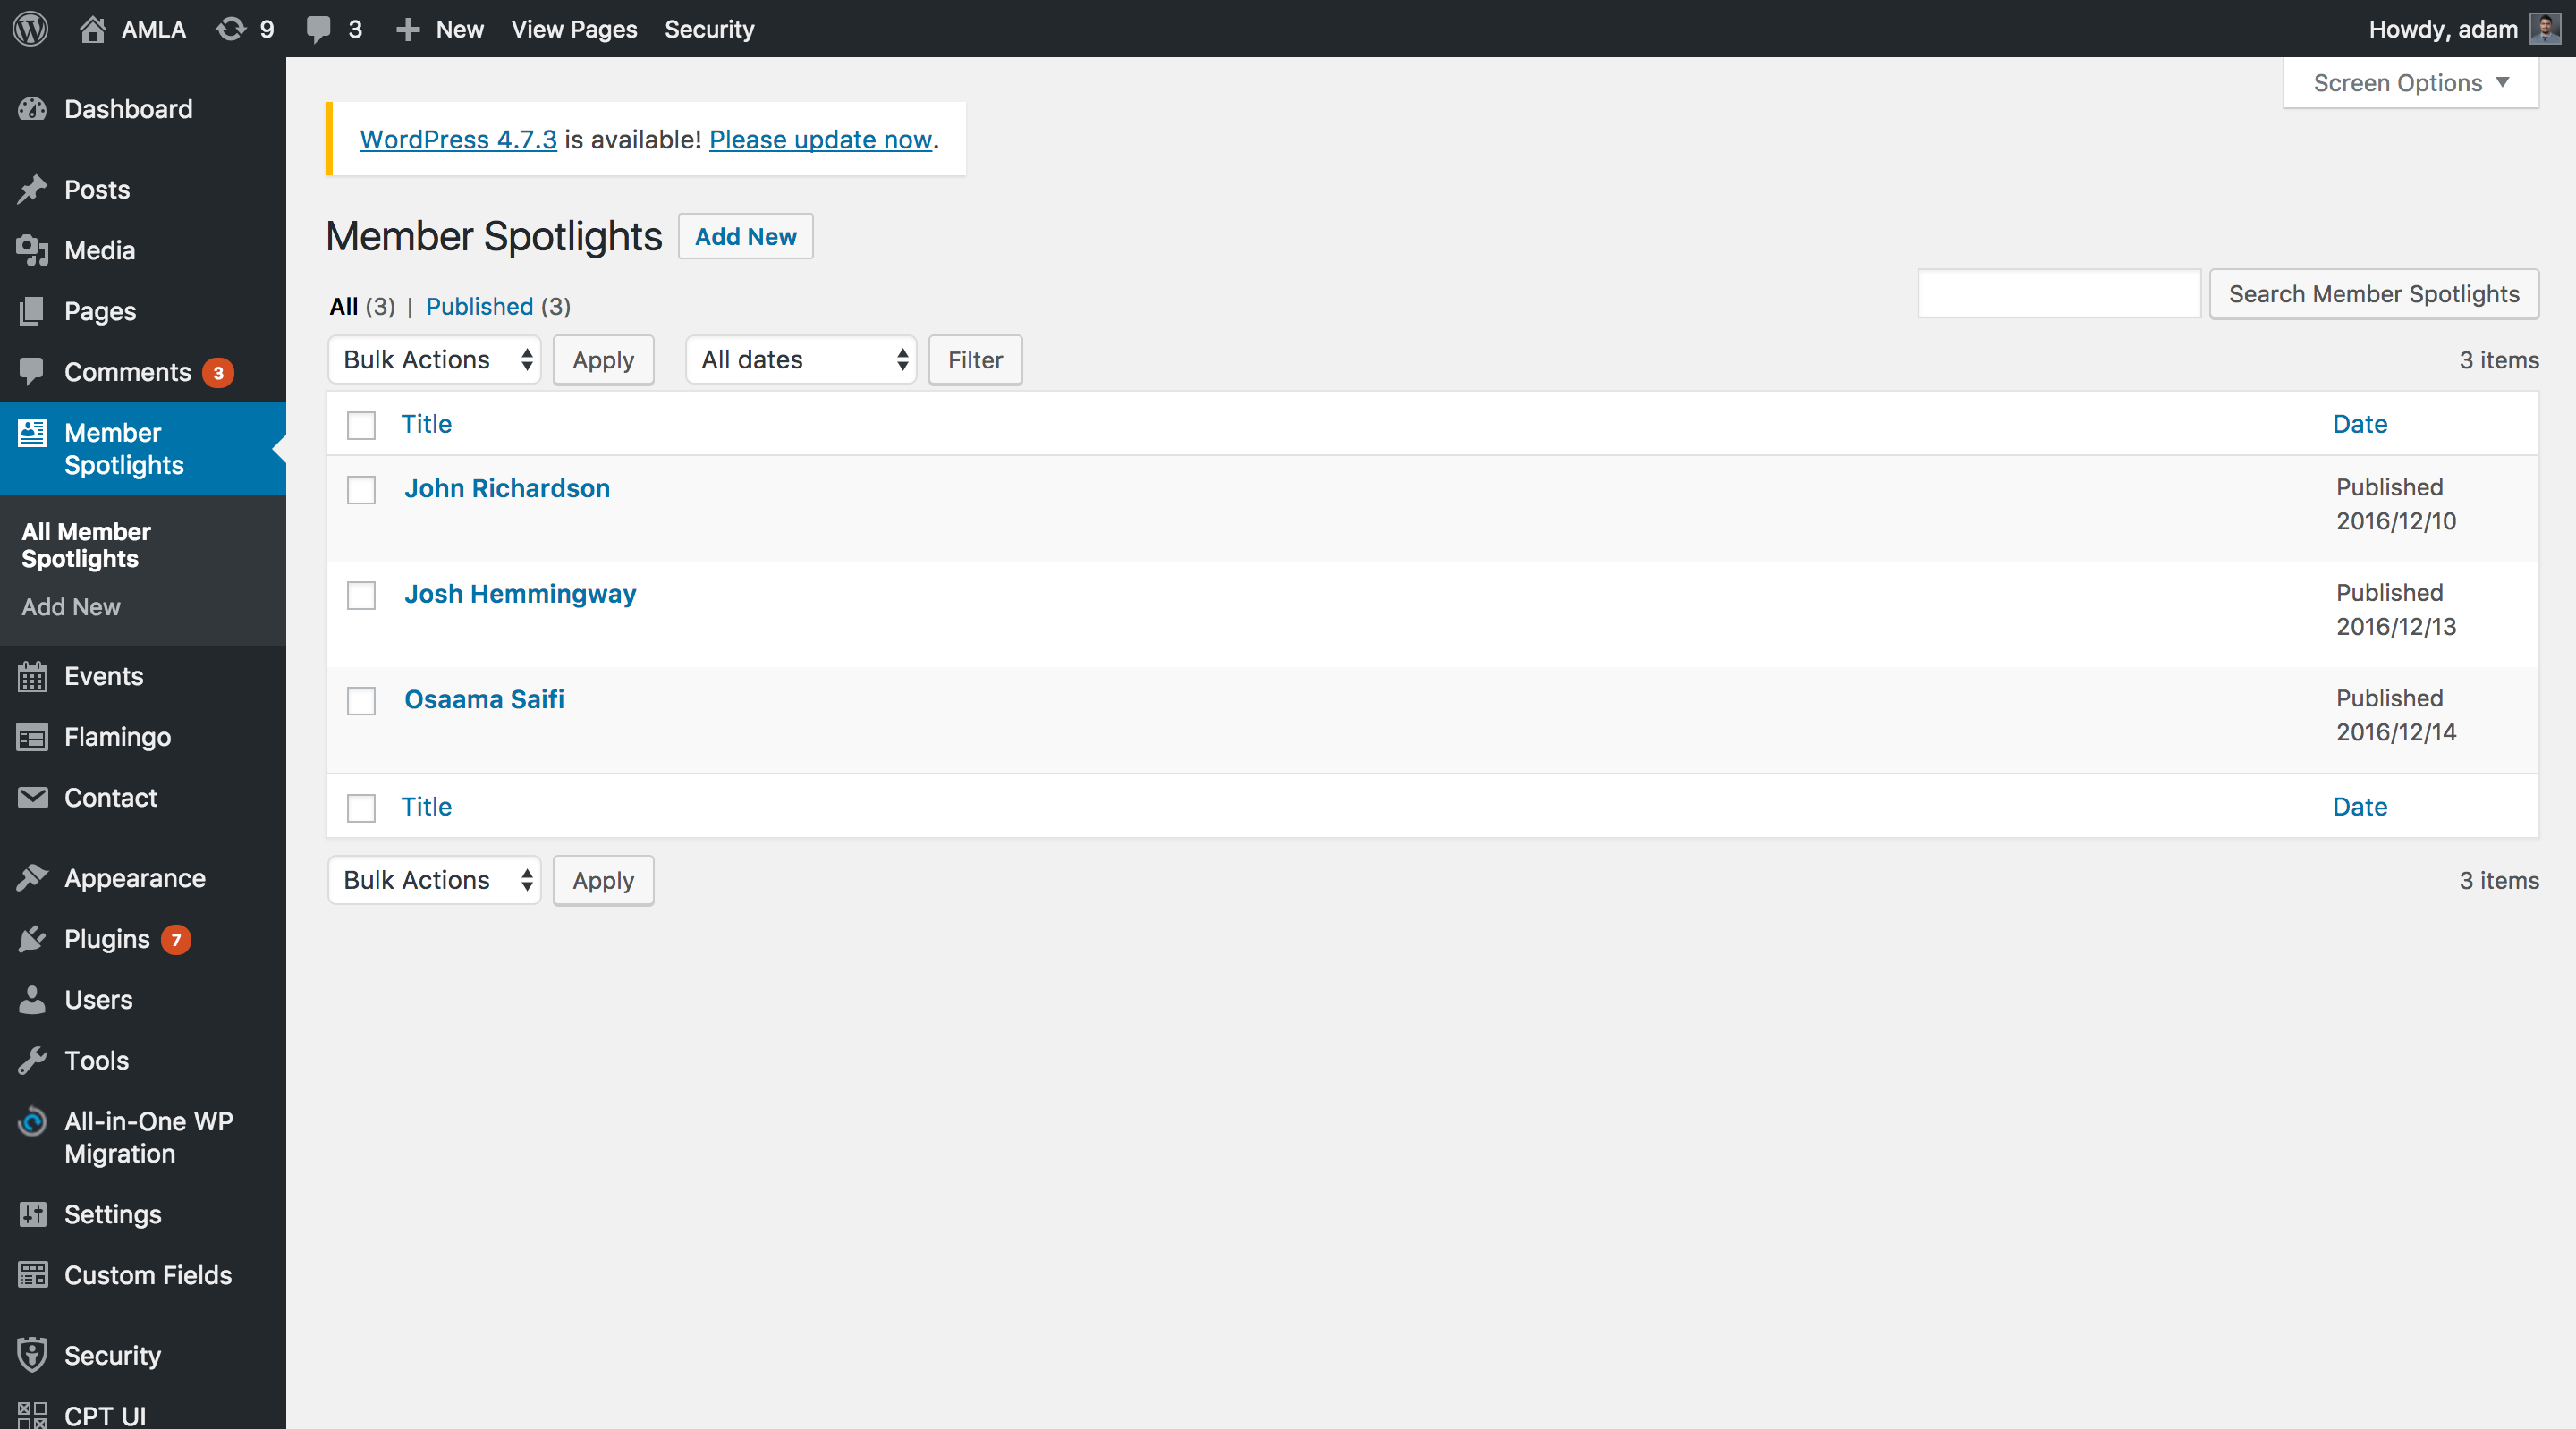 AMLA 9 3 New View Pages Security Howdy, adam
Screen Options
Dashboard
Posts
Media
Pages
Comments 3
Member
Spotlights
All Member
Spotlights
Add New
Events
Flamingo
Contact
Appearance
Plugins 7
Users
Tools
All-in-One WP
Migration
Settings
Custom Fields
Security
CPT UI
WordPress 4.7.3 is available! Please update now.
Member Spotlights Add New
All (3) | Published (3)
Search Member Spotlights
Bulk Actions Apply All dates Filter 3 items
Title Date
John Richardson Published
2016/12/10
Josh Hemmingway Published
2016/12/13
Osaama Saifi Published
2016/12/14
Title Date
Bulk Actions Apply 3 items